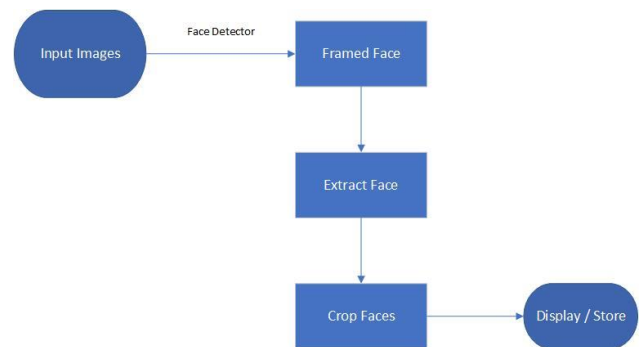 Input Images
Face Detector
Framed Face
Extract Face
Crop Faces
Display / Store